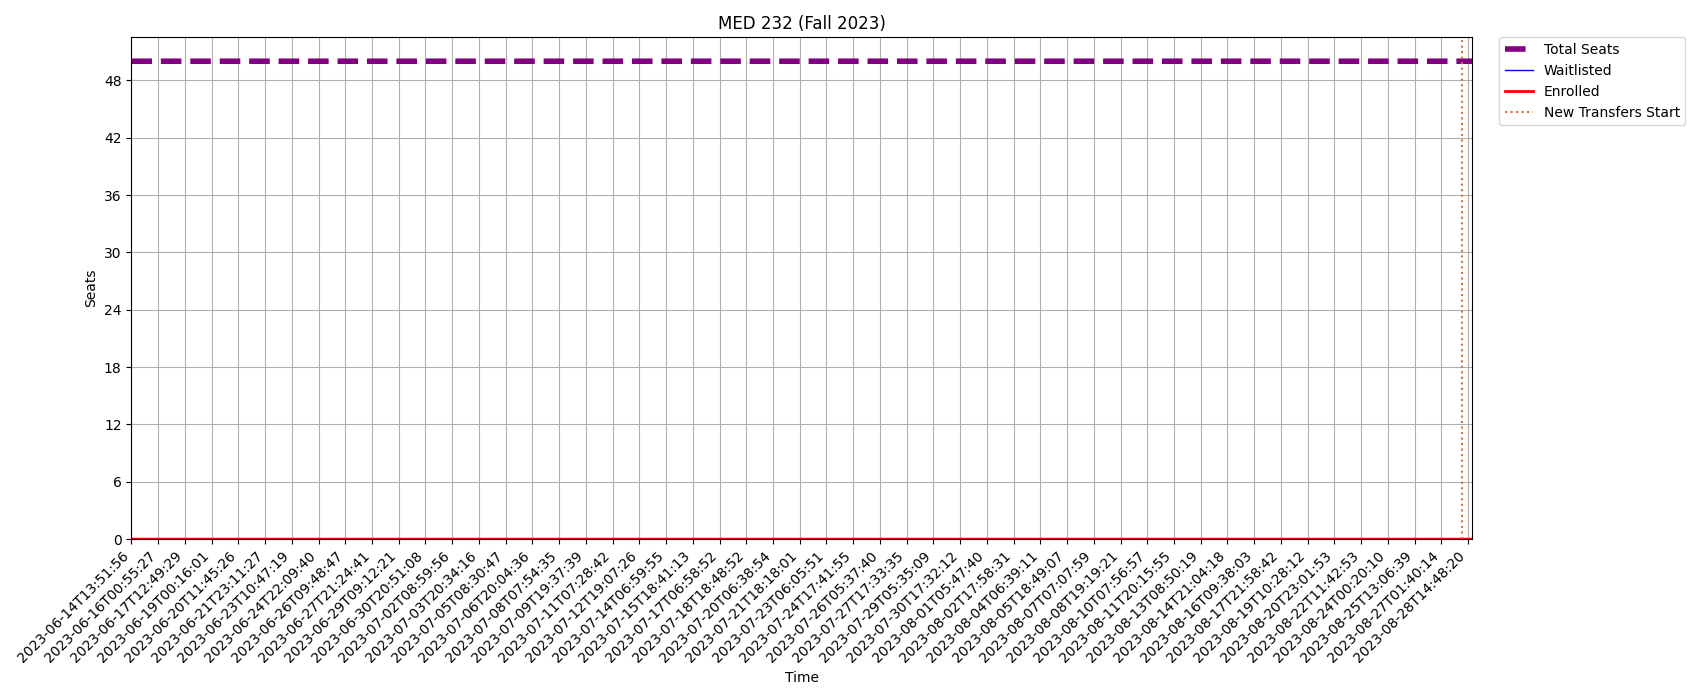 MED 232 (Fall 2023)
Total Seats
Waitlisted
Enrolled
New Transfers Start
Seats
48
42
36
30
24
18
12
6
0
2023-06-14T13:51:56
2023-06-16T00:55:27
2023-06-17T12:49:29
2023-06-19T00:16:01
2023-06-20T11:45:26
2023-06-21T23:11:27
2023-06-23T10:47:19
2023-06-24T22:09:40
2023-06-26T09:48:47
2023-06-27T21:24:41
2023-06-29T09:12:21
2023-06-30T20:51:08
2023-07-02T08:59:56
2023-07-03T20:34:16
2023-07-05T08:30:47
2023-07-06T20:04:36
2023-07-08T07:54:35
2023-07-09T19:37:39
2023-07-11T07:28:42
2023-07-12T19:07:26
2023-07-14T06:59:55
2023-07-15T18:41:13
2023-07-17T06:58:52
2023-07-18T18:48:52
2023-07-20T06:38:54
2023-07-21T18:18:01
2023-07-23T06:05:51
2023-07-24T17:41:55
2023-07-26T05:37:40
2023-07-27T17:33:35
2023-07-29T05:35:09
2023-07-30T17:32:12
2023-08-01T05:47:40
2023-08-02T17:58:31
2023-08-04T06:39:11
2023-08-05T18:49:07
2023-08-07T07:07:59
2023-08-08T19:19:21
2023-08-10T07:56:57
2023-08-11T20:15:55
2023-08-13T08:50:19
2023-08-14T21:04:18
2023-08-16T09:38:03
2023-08-17T21:58:42
2023-08-19T10:28:12
2023-08-20T23:01:53
2023-08-22T11:42:53
2023-08-24T00:20:10
2023-08-25T13:06:39
2023-08-27T01:40:14
2023-08-28T14:48:20
Time